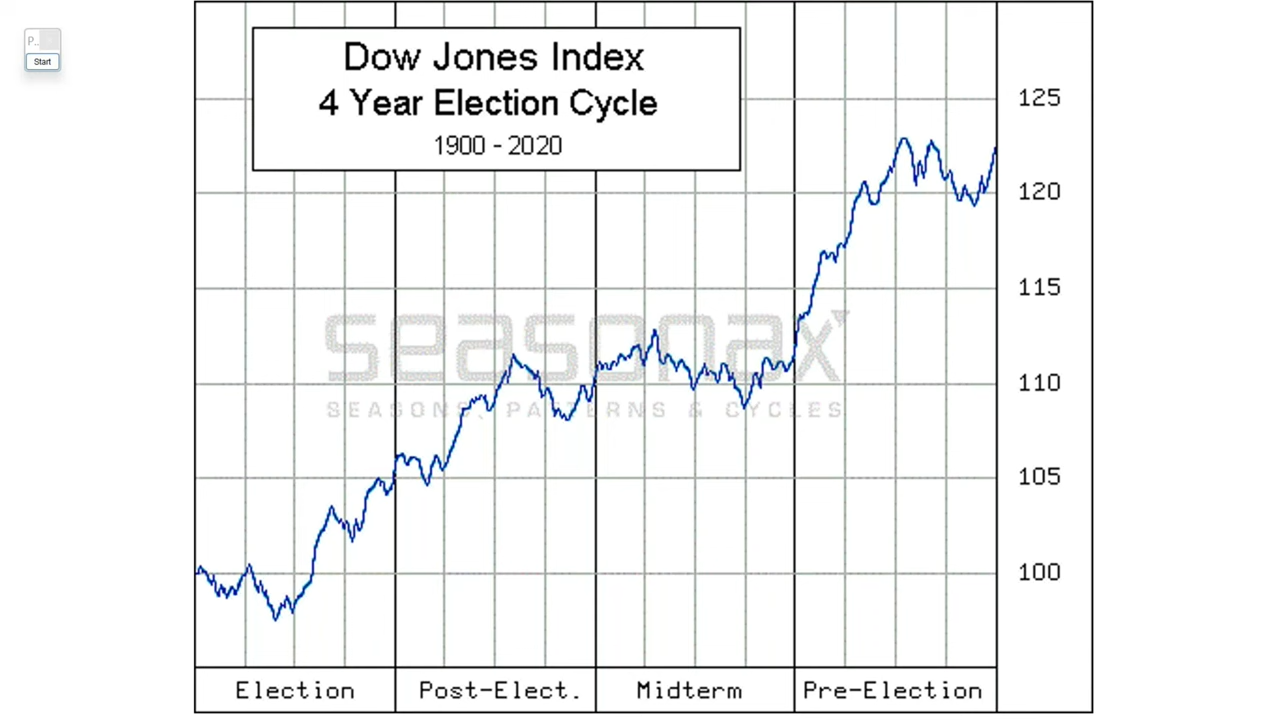 P..
Start
Dow Jones Index
4 Year Election Cycle
1900 - 2020
125
120
115
110
105
100
seasonax
SEASONS, PATTERNS & CYCLES
Election
Post-Elect.
Midterm
Pre-Election